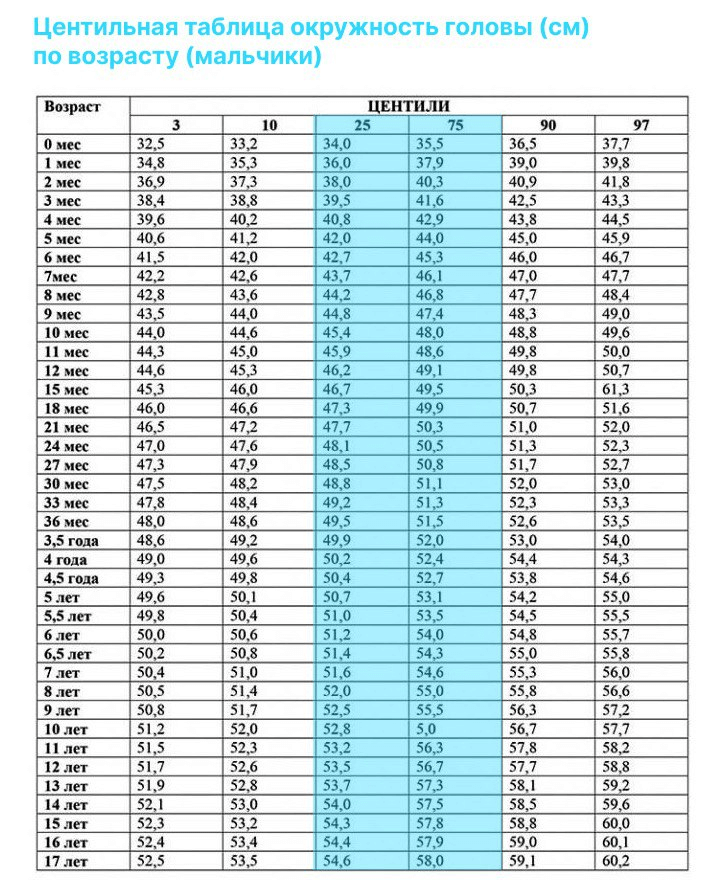 Центильная таблица окружность головы (см)
по возрасту (мальчики)
Возраст ЦЕНТИЛИ
3 10 25 75 90 97
0 мес 32,5 33,2 34,0 35,5 36,5 37,7
1 мес 34,8 35,3 36,0 37,9 39,0 39,8
2 мес 36,9 37,3 38,0 40,3 40,9 41,8
3 мес 38,4 38,8 39,5 41,6 42,5 43,3
4 мес 39,6 40,2 40,8 42,9 43,8 44,5
5 мес 40,6 41,2 42,0 44,0 45,0 45,9
6 мес 41,5 42,0 42,7 45,3 46,0 46,7
7мес 42,2 42,6 43,7 46,1 47,0 47,7
8 мес 42,8 43,6 44,2 46,8 47,7 48,4
9 мес 43,5 44,0 44,8 47,4 48,3 49,0
10 мес 44,0 44,6 45,4 48,0 48,8 49,6
11 мес 44,3 45,0 45,9 48,6 49,8 50,0
12 мес 44,6 45,3 46,2 49,1 49,8 50,7
15 мес 45,3 46,0 46,7 49,5 50,3 61,3
18 мес 46,0 46,6 47,3 49,9 50,7 51,6
21 мес 46,5 47,2 47,7 50,3 51,0 52,0
24 мес 47,0 47,6 48,1 50,5 51,3 52,3
27 мес 47,3 47,9 48,5 50,8 51,7 52,7
30 мес 47,5 48,2 48,8 51,1 52,0 53,0
33 мес 47,8 48,4 49,2 51,3 52,3 53,3
36 мес 48,0 48,6 49,5 51,5 52,6 53,5
3,5 года 48,6 49,2 49,9 52,0 53,0 54,0
4 года 49,0 49,6 50,2 52,4 54,4 54,3
4,5 года 49,3 49,8 50,4 52,7 53,8 54,6
5 лет 49,6 50,1 50,7 53,1 54,2 55,0
5,5 лет 49,8 50,4 51,0 53,5 54,5 55,5
6 лет 50,0 50,6 51,2 54,0 54,8 55,7
6,5 лет 50,2 50,8 51,4 54,3 55,0 55,8
7 лет 50,4 51,0 51,6 54,6 55,3 56,0
8 лет 50,5 51,4 52,0 55,0 55,8 56,6
9 лет 50,8 51,7 52,5 55,5 56,3 57,2
10 лет 51,2 52,0 52,8 5,0 56,7 57,7
11 лет 51,5 52,3 53,2 56,3 57,8 58,2
12 лет 51,7 52,6 53,5 56,7 57,7 58,8
13 лет 51,9 52,8 53,7 57,3 58,1 59,2
14 лет 52,1 53,0 54,0 57,5 58,5 59,6
15 лет 52,3 53,2 54,3 57,8 58,8 60,0
16 лет 52,4 53,4 54,4 57,9 59,0 60,1
17 лет 52,5 53,5 54,6 58,0 59,1 60,2